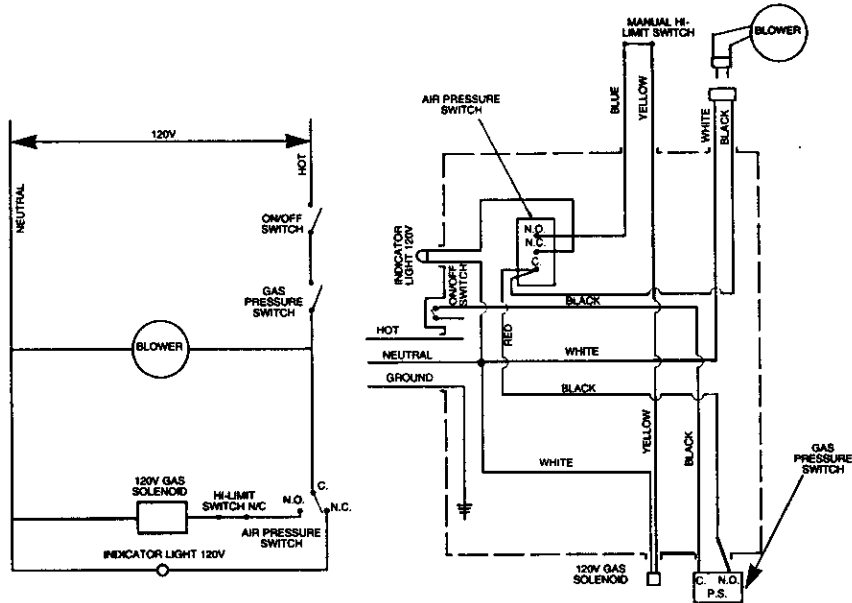 120V
NEUTRAL
HOT
ON/OFF
SWITCH
GAS
PRESSURE
SWITCH
BLOWER
120V GAS
SOLENOID
HI-LIMIT
SWITCH N/C
N.O.
C.
N.C.
AIR PRESSURE
SWITCH
INDICATOR LIGHT 120V
MANUAL HI-
LIMIT SWITCH
BLOWER
AIR PRESSURE
SWITCH
BLUE
YELLOW
WHITE
BLACK
N.O.
N.C.
C.
INDICATOR
LIGHT 120V
ON/OFF
SWITCH
BLACK
HOT
RED
NEUTRAL
WHITE
GROUND
BLACK
YELLOW
BLACK
WHITE
GAS
PRESSURE
SWITCH
120V GAS
SOLENOID
C. N.O.
P.S.